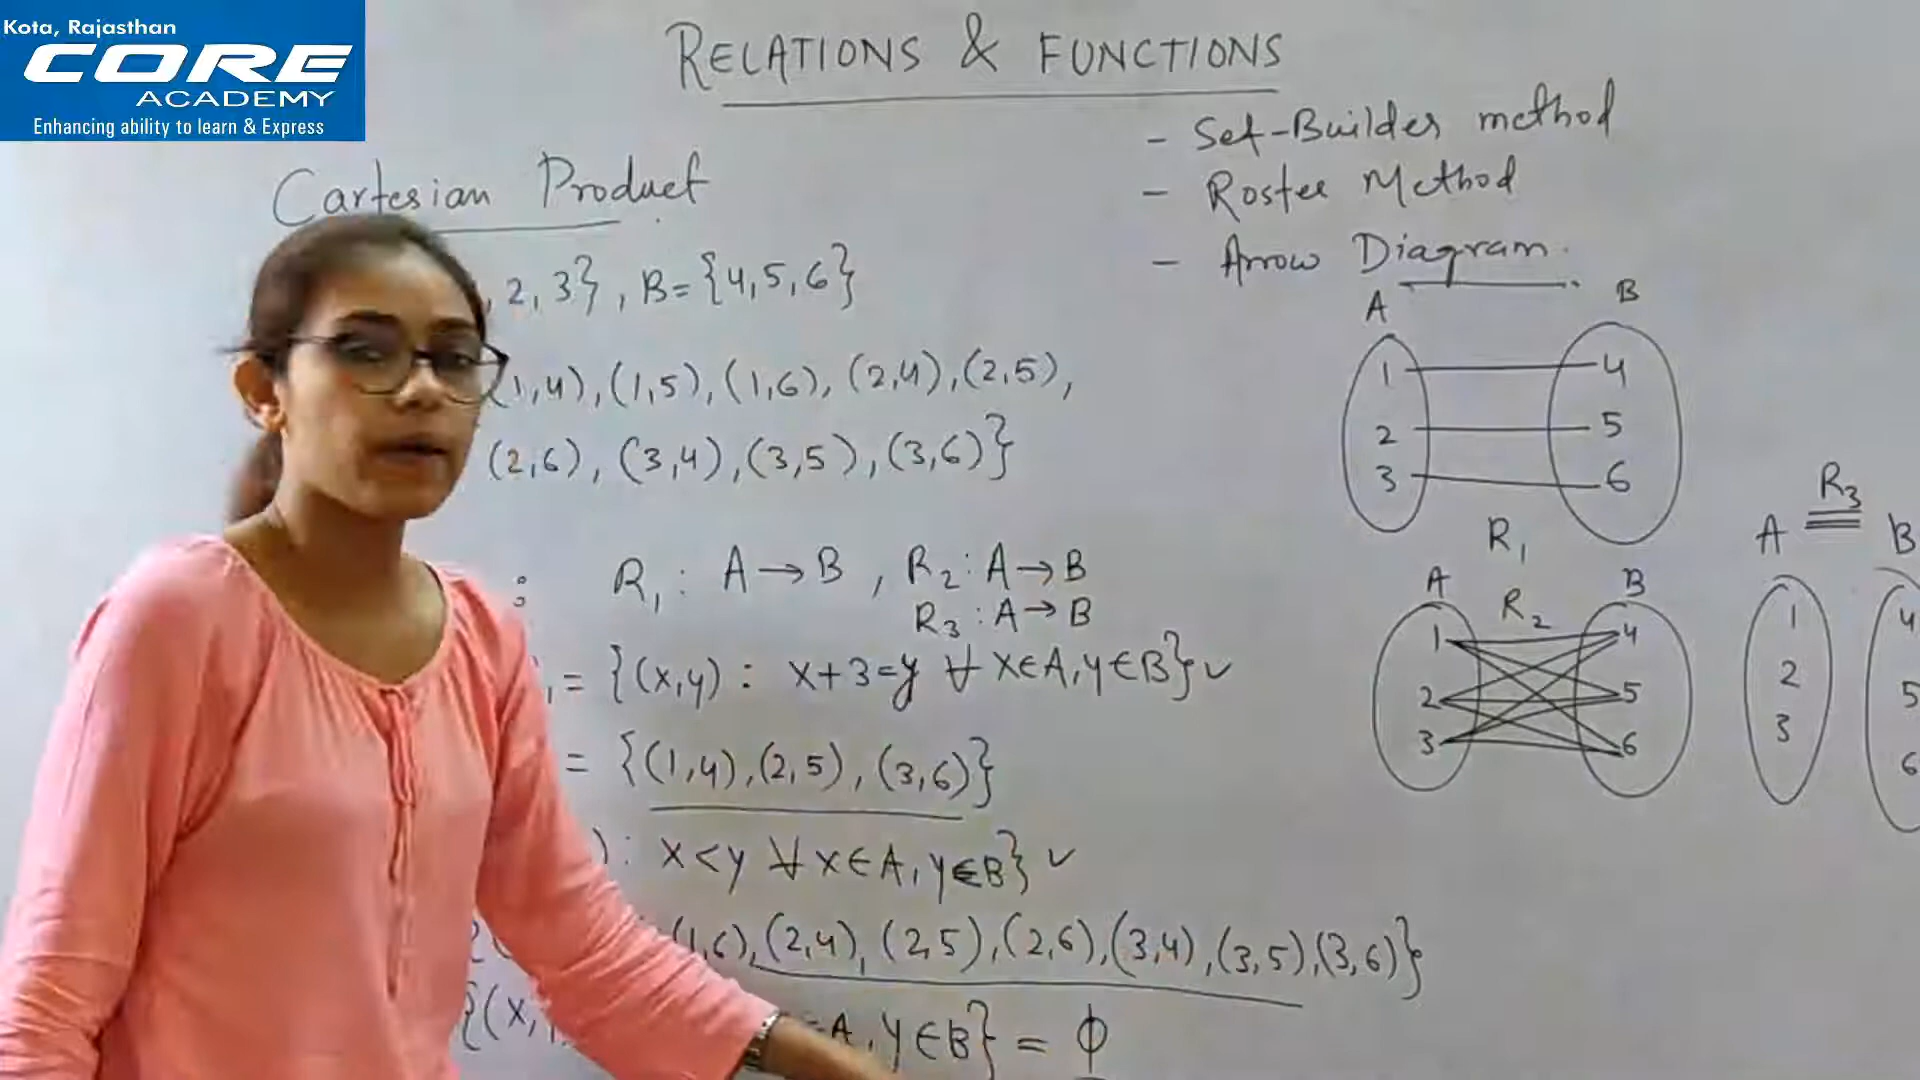 Kota, Rajasthan
CORE
ACADEMY
Enhancing ability to learn & Express
RELATIONS & FUNCTIONS
Cartesian Product
, 2, 3} , B = {4, 5, 6}
(1,4), (1,5), (1,6), (2,4), (2,5),
(2,6), (3,4), (3,5), (3,6)}
: R₁ : A → B , R₂ : A → B
R₃ : A → B
₁ = {(x,y) : x+3=y ∀ x∈A, y∈B} ✓
= {(1,4), (2,5), (3,6)}
) : x<y ∀ x∈A, y∈B} ✓
(1,6), (2,4), (2,5), (2,6), (3,4), (3,5), (3,6)}
{(x, A, y∈B} = ϕ
- Set-Builder method
- Roster Method
- Arrow Diagram.
A B
1 4
2 5
3 6
R₁
A R₂ B
1 4
2 5
3 6
R₃
A B
1 4
2 5
3 6